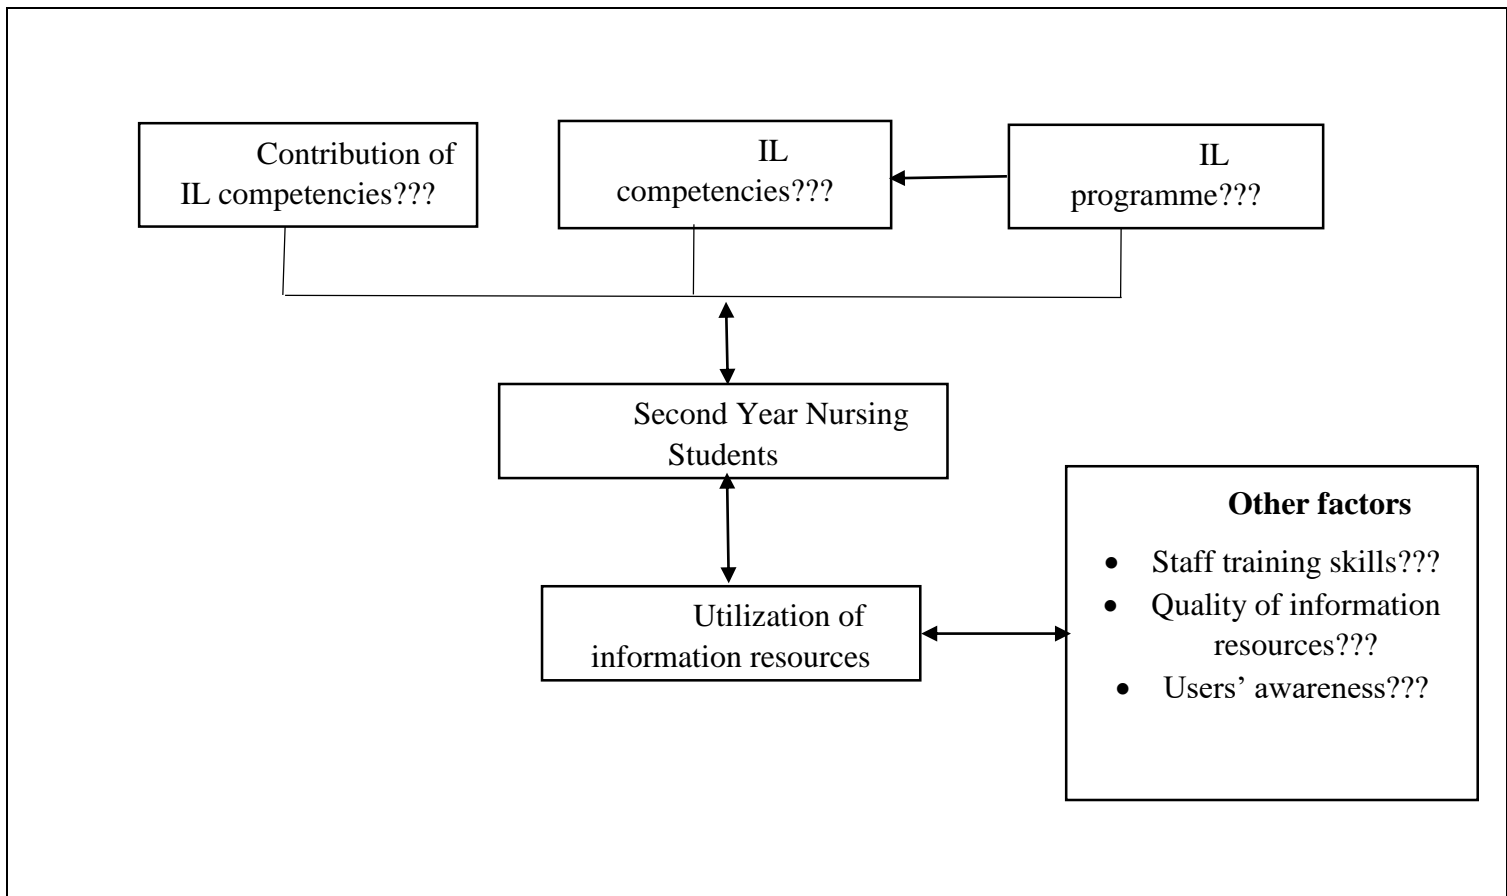 Contribution of
IL competencies???
IL
competencies???
IL
programme???
Second Year Nursing
Students
Utilization of
information resources
Other factors
• Staff training skills???
• Quality of information
resources???
• Users’ awareness???